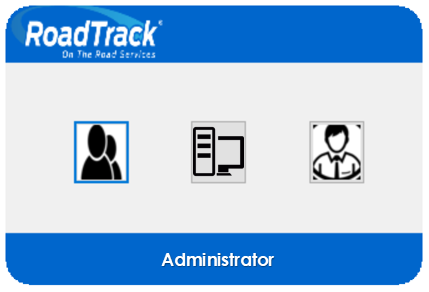 RoadTrack®
On The Road Services
Administrator